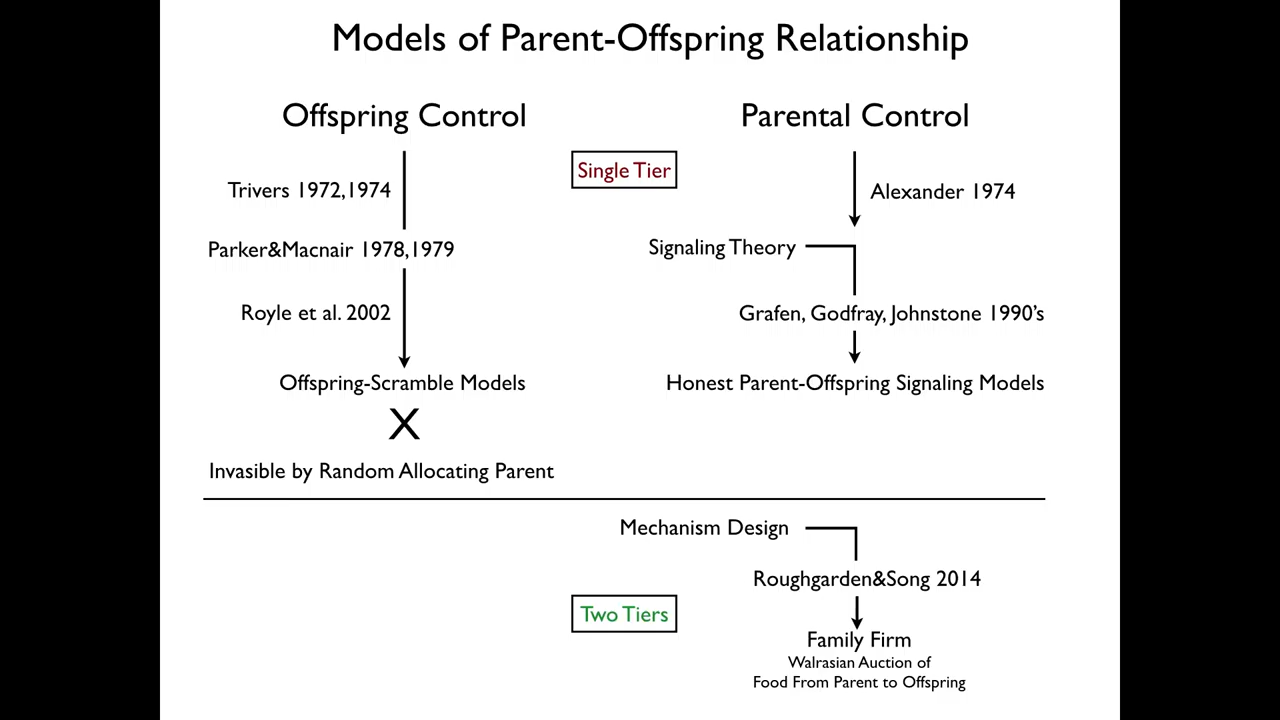 Models of Parent-Offspring Relationship
Offspring Control
Parental Control
Single Tier
Trivers 1972,1974
Alexander 1974
Parker&Macnair 1978,1979
Signaling Theory
Royle et al. 2002
Grafen, Godfray, Johnstone 1990's
Offspring-Scramble Models
Honest Parent-Offspring Signaling Models
X
Invasible by Random Allocating Parent
Mechanism Design
Roughgarden&Song 2014
Two Tiers
Family Firm
Walrasian Auction of
Food From Parent to Offspring